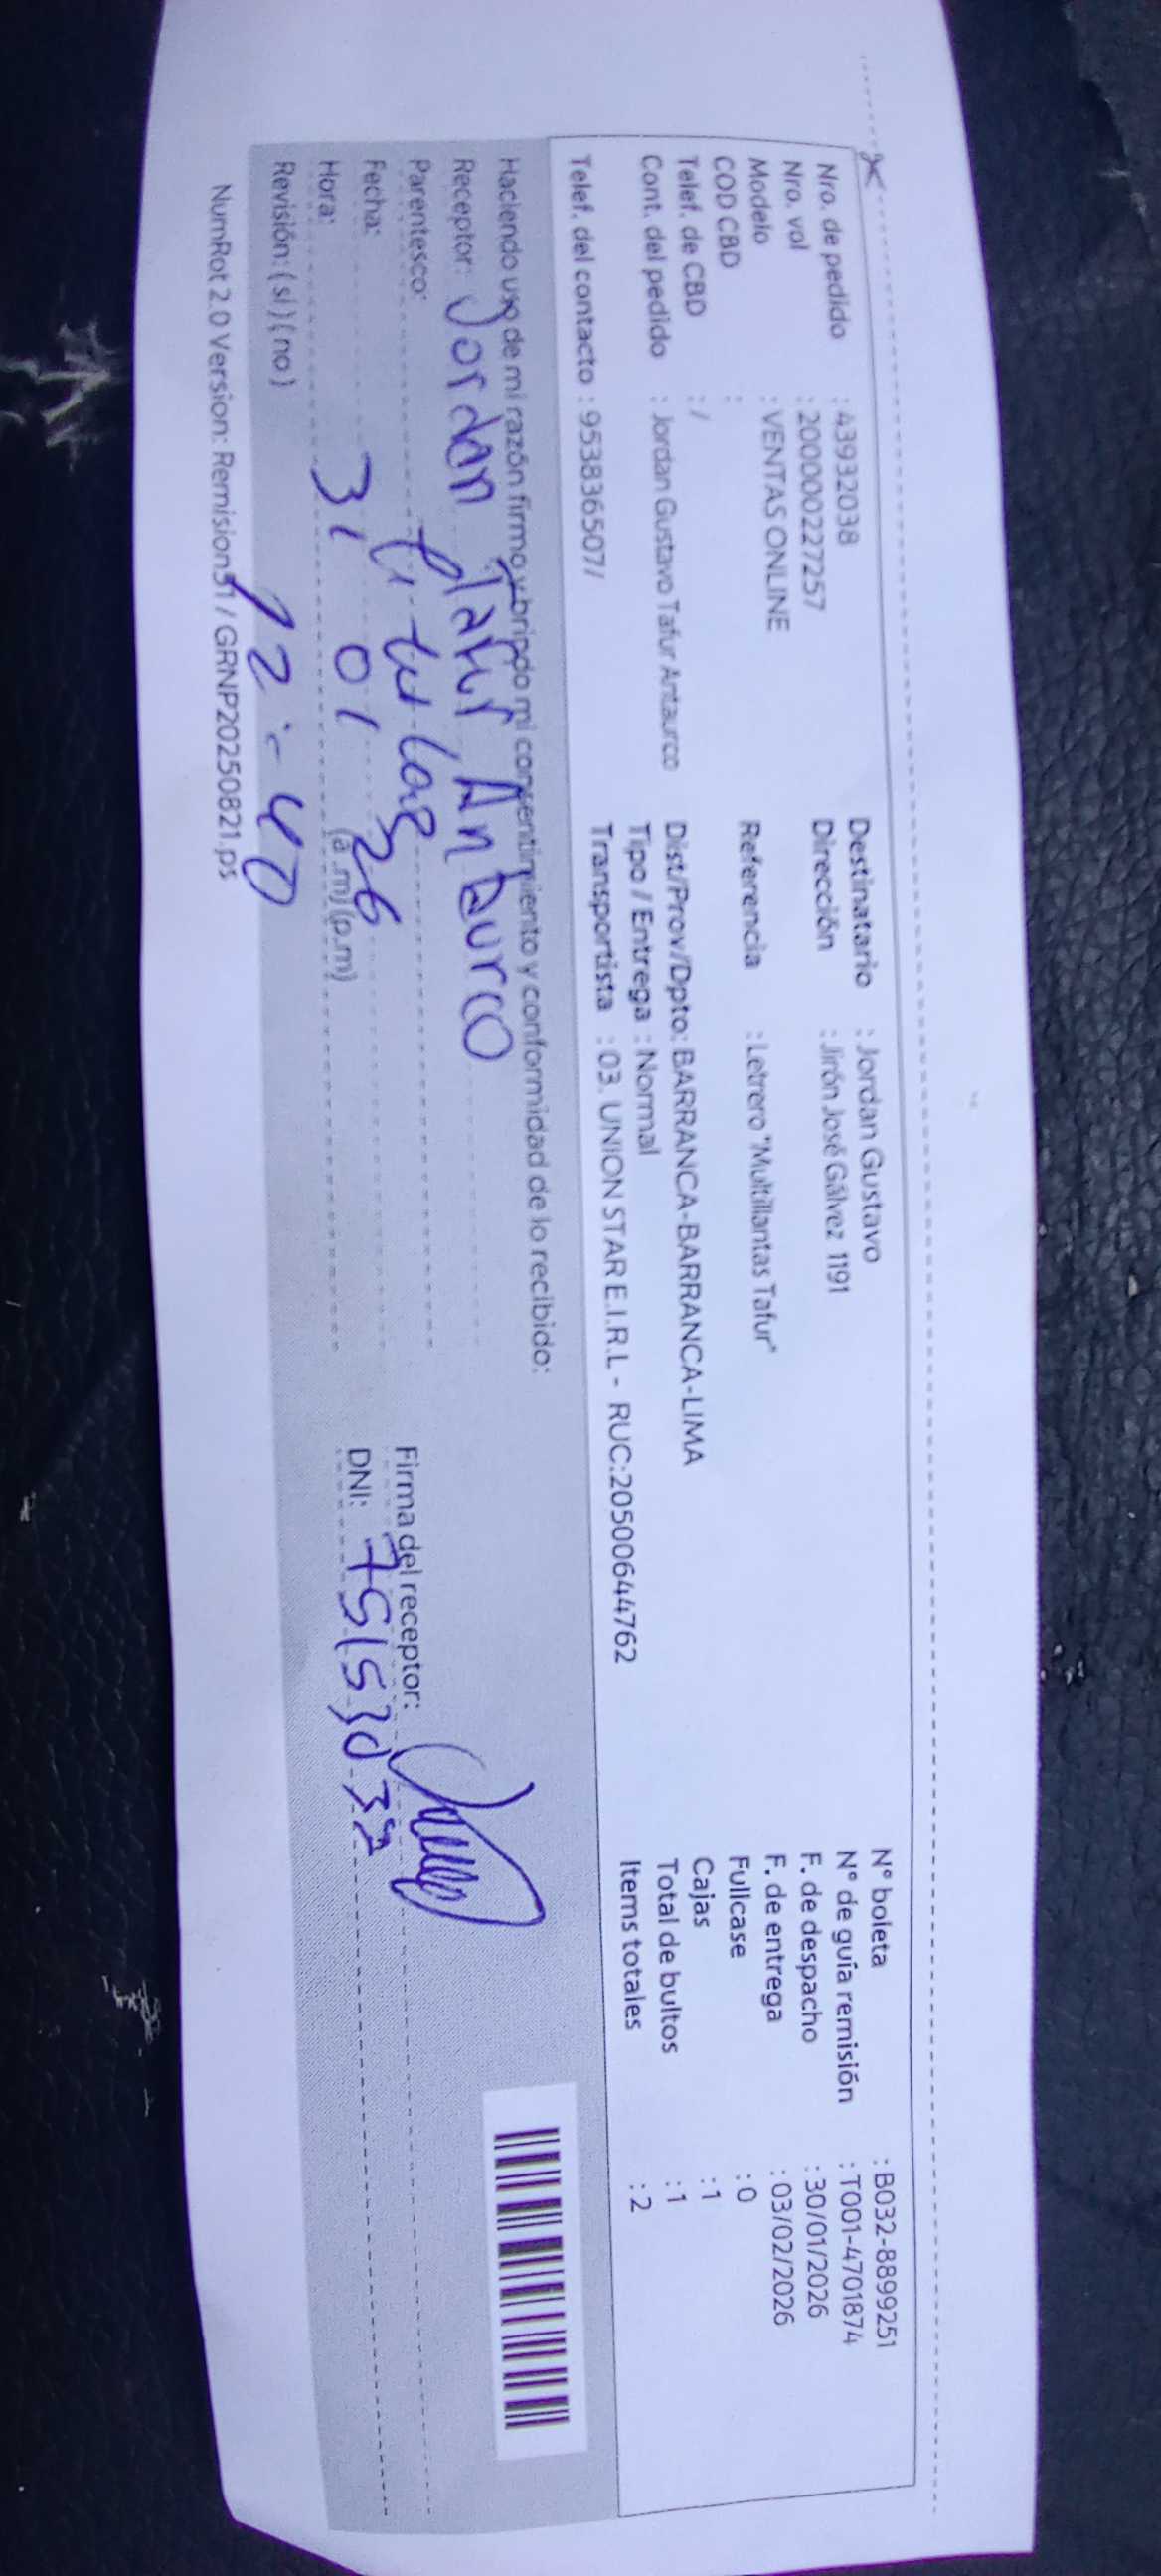 Nro. de pedido : 43932038
Nro. vol : 200000227257
Modelo : VENTAS ONLINE
COD CBD :
Telef. de CBD : /
Cont. del pedido : Jordan Gustavo Tafur Antaurco
Telef. del contacto : 953836507/
Destinatario : Jordan Gustavo
Dirección : Jirón José Gálvez 1191
Referencia : Letrero "Multillantas Tafur"
Dist/Prov/Dpto: BARRANCA-BARRANCA-LIMA
Tipo / Entrega : Normal
Transportista : 03. UNION STAR E.I.R.L - RUC:20500644762
N° boleta : B032-8899251
N° de guía remisión : T001-4701874
F. de despacho : 30/01/2026
F. de entrega : 03/02/2026
Fullcase : 0
Cajas : 1
Total de bultos : 1
Items totales : 2
Haciendo uso de mi razón firmo y brindo mi consentimiento y conformidad de lo recibido:
Receptor: Jordan Tafur Antaurco
Parentesco:
Fecha: 31 01 26
Hora: 12:40 (a.m) (p.m)
Revisión: (si) (no)
Firma del receptor:
DNI:
NumRot 2.0 Version: Remision31 / GRNP20250821.ps